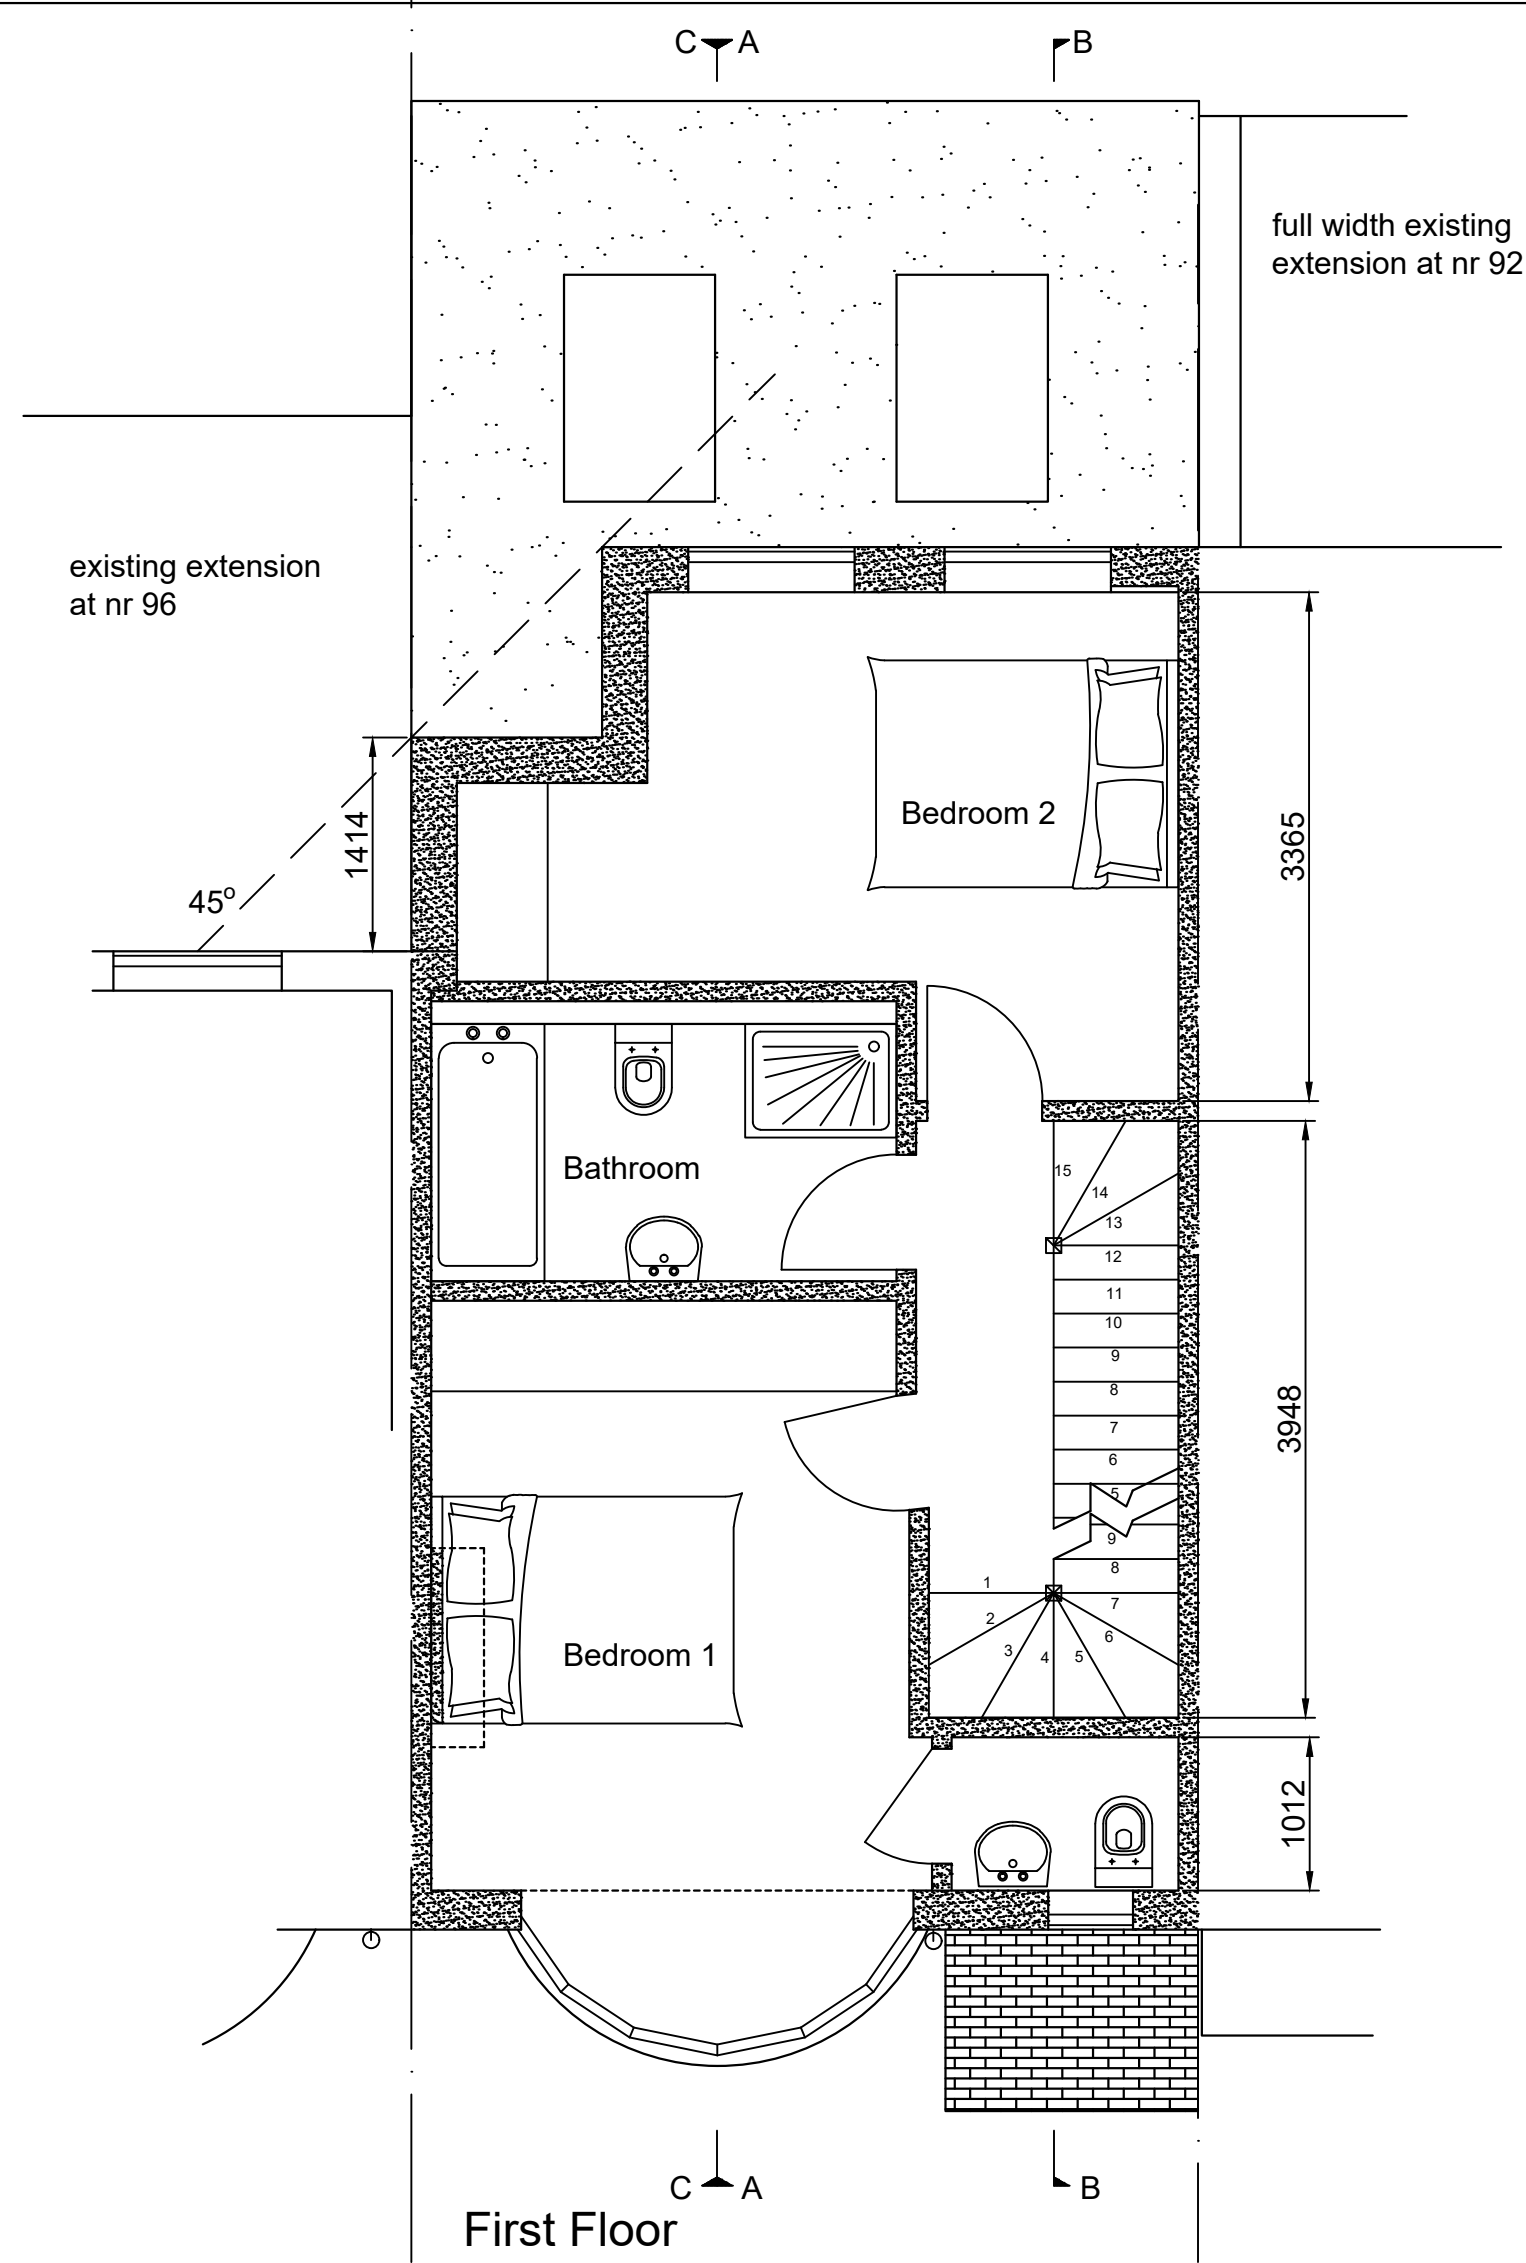 C A
B
full width existing
extension at nr 92
existing extension
at nr 96
1414
45º
Bedroom 2
3365
Bathroom
15
14
13
12
11
10
9
8
7
6
5
9
8
7
6
5
4
3
2
1
3948
Bedroom 1
1012
C A
B
First Floor